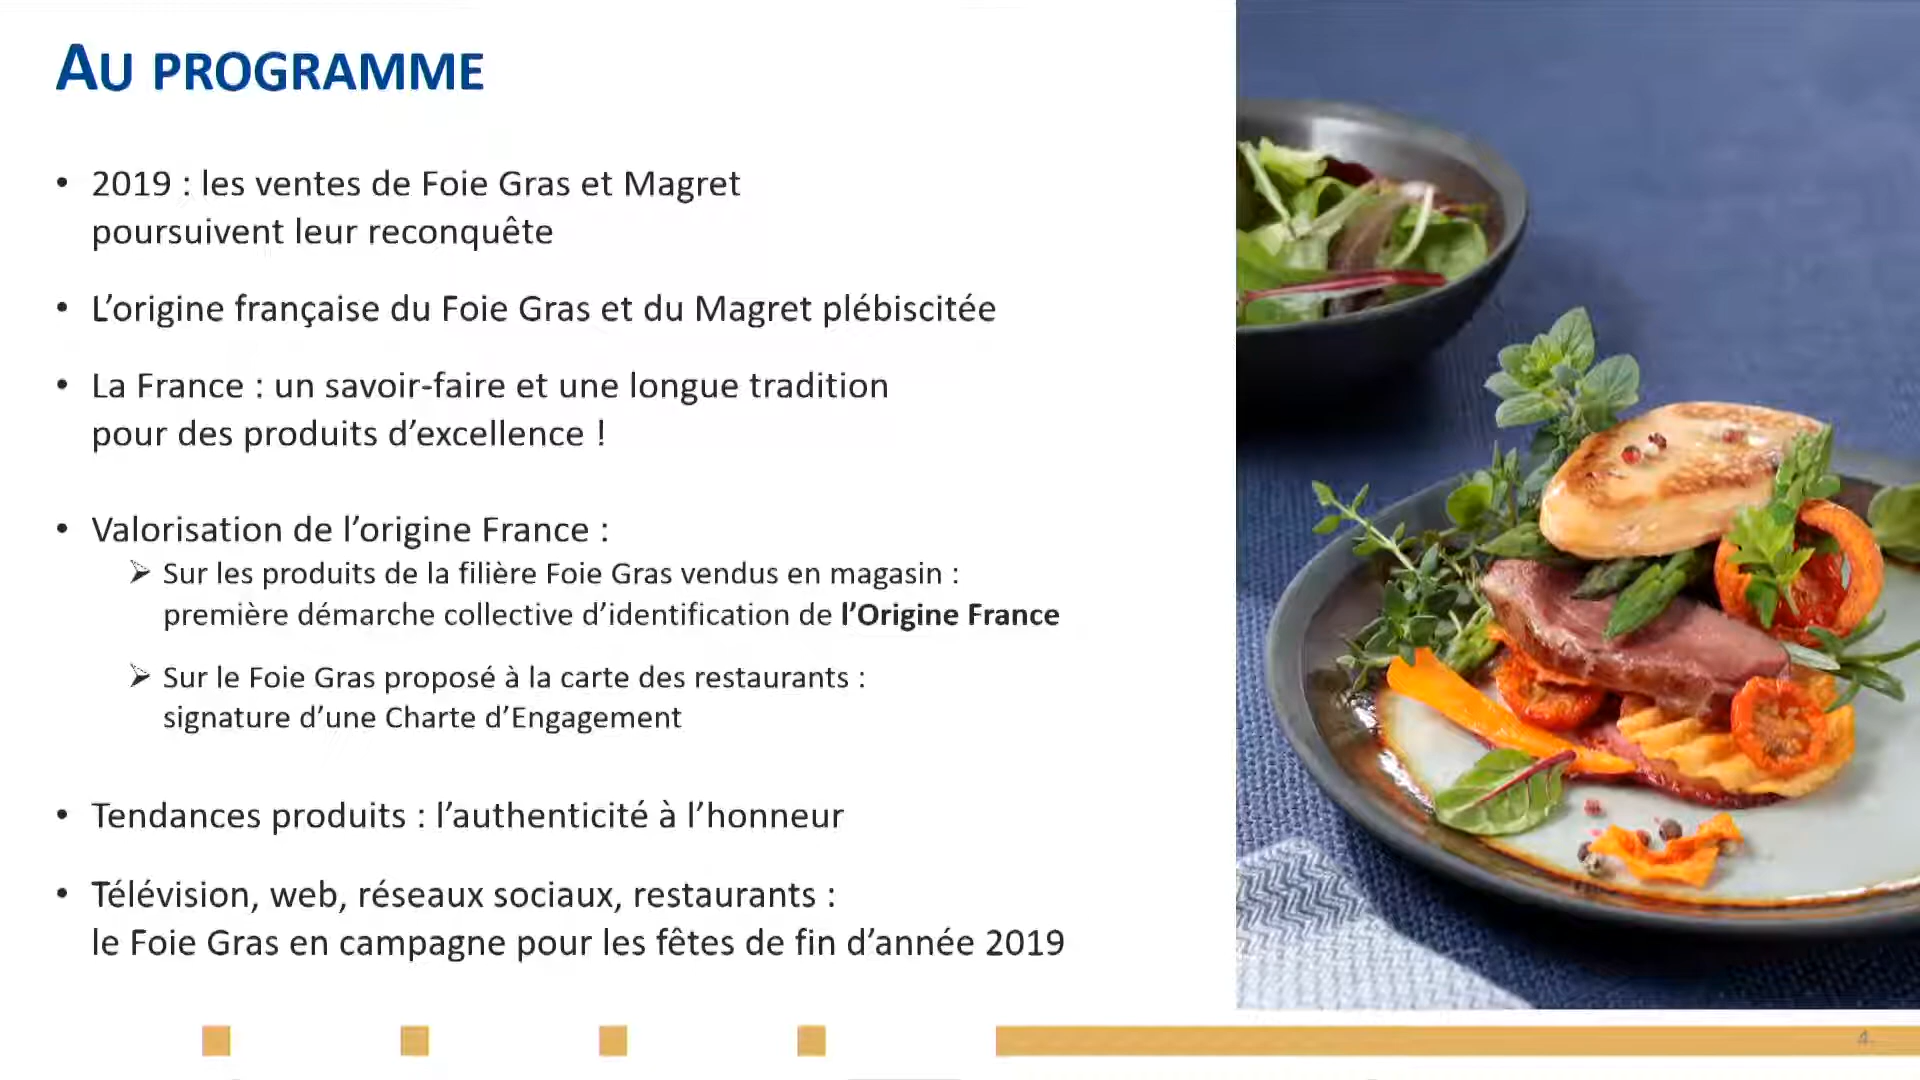 AU PROGRAMME
• 2019 : les ventes de Foie Gras et Magret
poursuivent leur reconquête
• L’origine française du Foie Gras et du Magret plébiscitée
• La France : un savoir-faire et une longue tradition
pour des produits d’excellence !
• Valorisation de l’origine France :
➢ Sur les produits de la filière Foie Gras vendus en magasin :
première démarche collective d’identification de l’Origine France
➢ Sur le Foie Gras proposé à la carte des restaurants :
signature d’une Charte d’Engagement
• Tendances produits : l’authenticité à l’honneur
• Télévision, web, réseaux sociaux, restaurants :
le Foie Gras en campagne pour les fêtes de fin d’année 2019
4